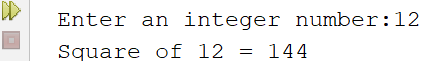 Enter an integer number:12
Square of 12 = 144